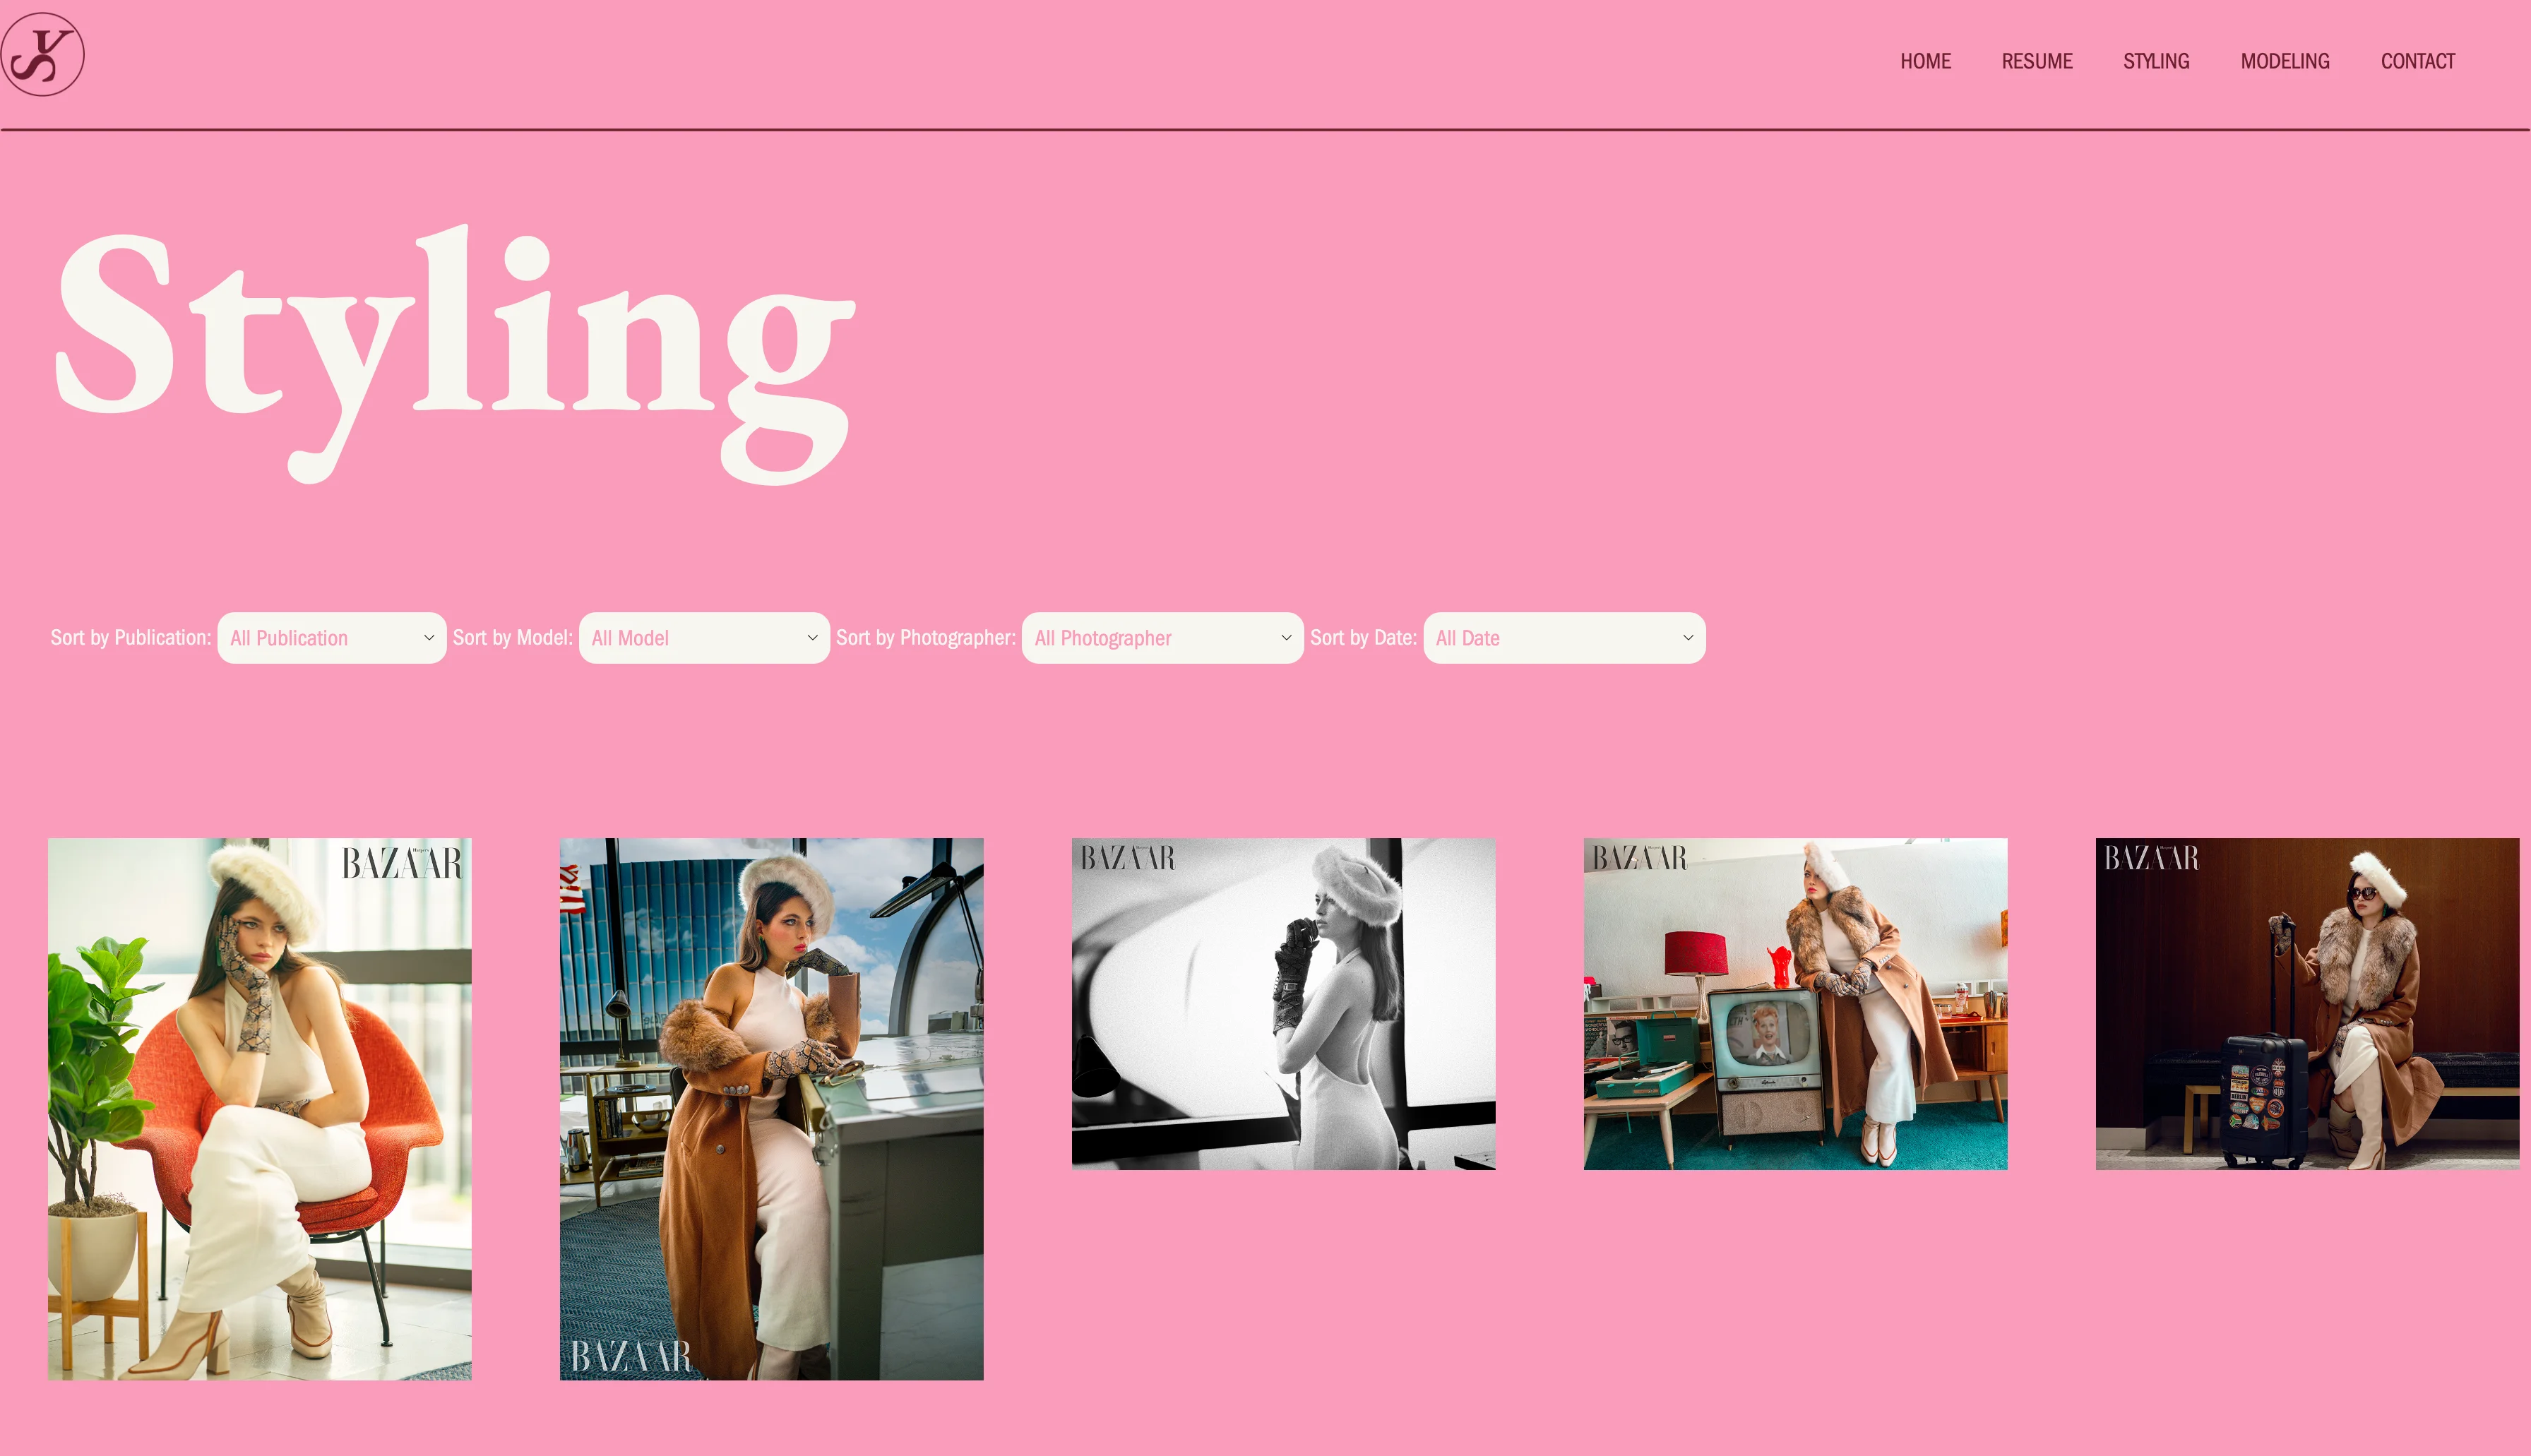 SY
HOME RESUME STYLING MODELING CONTACT
Styling
Sort by Publication: All Publication Sort by Model: All Model Sort by Photographer: All Photographer Sort by Date: All Date
BAZAAR
BAZAAR
BAZAAR
BAZAAR
BAZAAR